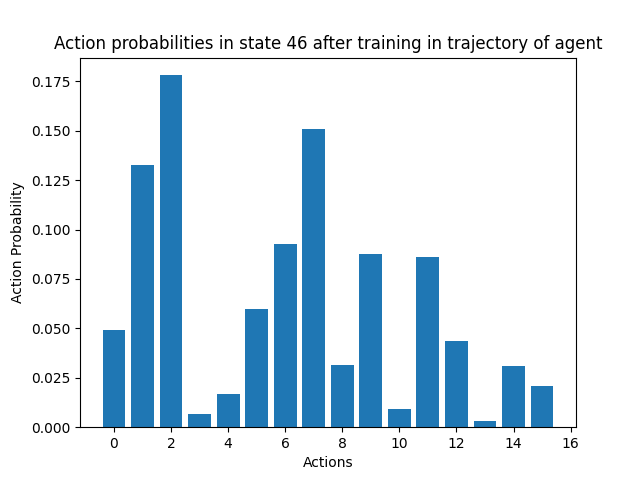 Action probabilities in state 46 after training in trajectory of agent
0.175
0.150
0.125
0.100
0.075
0.050
0.025
0.000
Action Probability
0 2 4 6 8 10 12 14 16
Actions